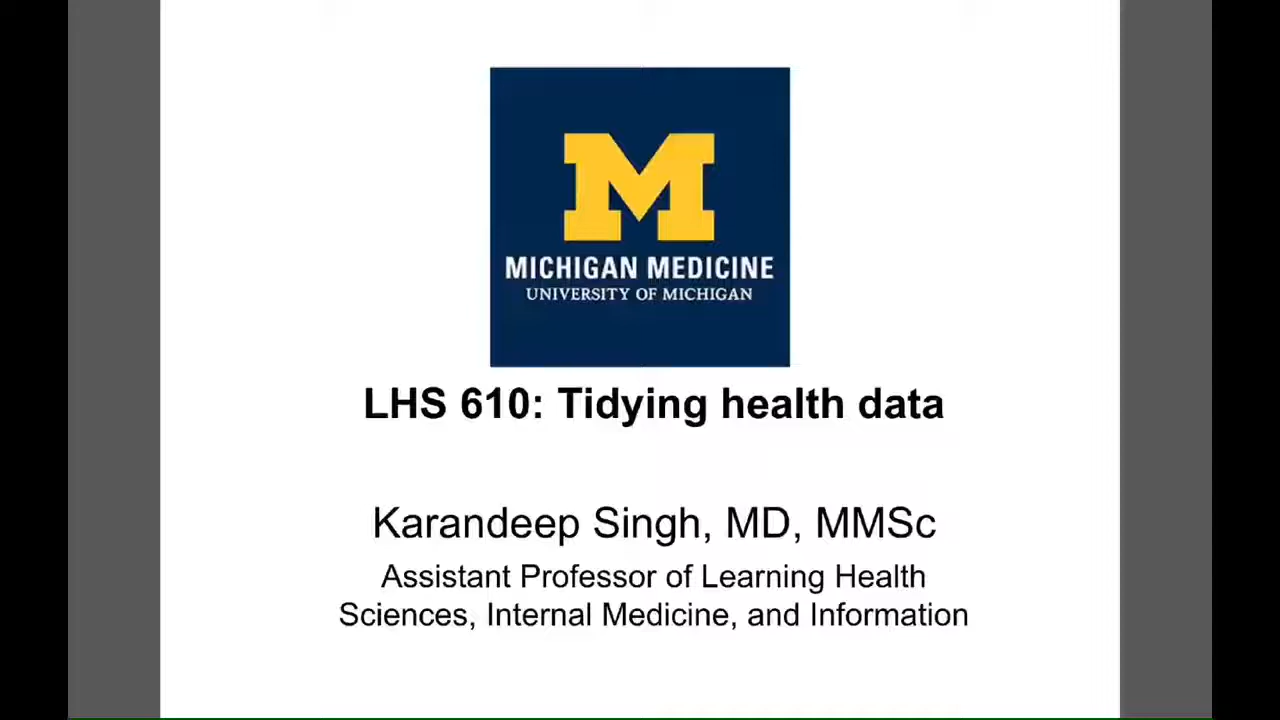 M
MICHIGAN MEDICINE
UNIVERSITY OF MICHIGAN
LHS 610: Tidying health data
Karandeep Singh, MD, MMSc
Assistant Professor of Learning Health
Sciences, Internal Medicine, and Information